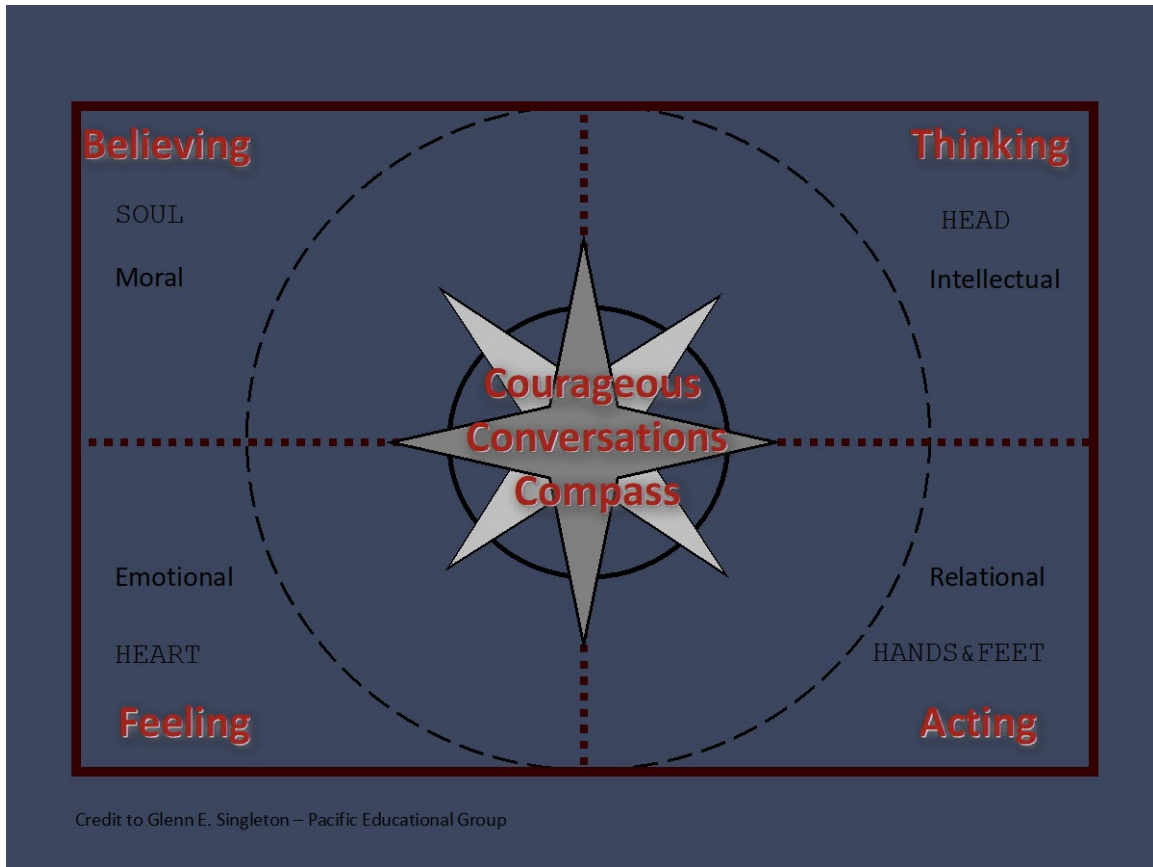 Believing
SOUL
Moral
Thinking
HEAD
Intellectual
Courageous
Conversations
Compass
Emotional
HEART
Feeling
Relational
HANDS&FEET
Acting
Credit to Glenn E. Singleton – Pacific Educational Group